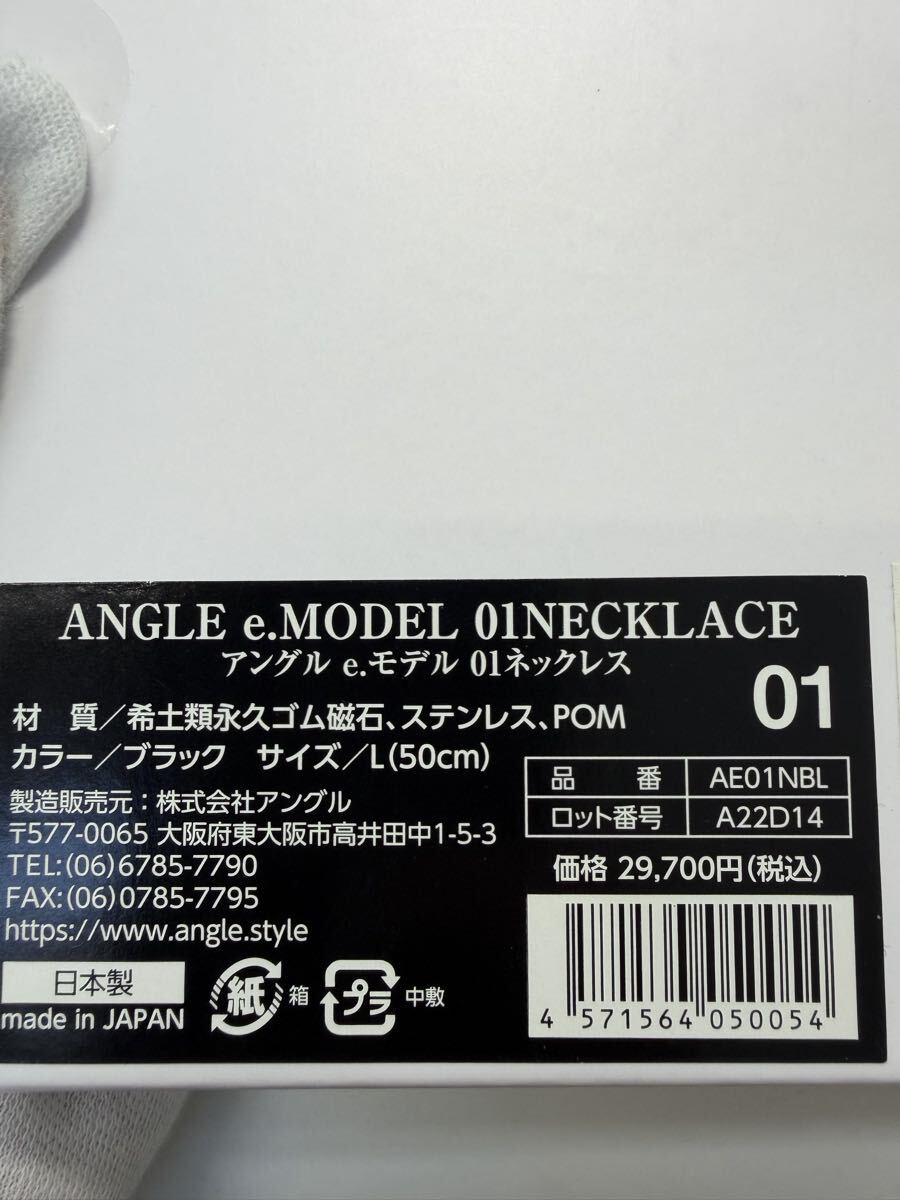 ANGLE e.MODEL 01NECKLACE
アングル e.モデル 01ネックレス
01
材 質／希土類永久ゴム磁石、ステンレス、POM
カラー／ブラック サイズ／L(50cm)
製造販売元：株式会社アングル
〒577-0065 大阪府東大阪市高井田中1-5-3
TEL:(06)6785-7790
FAX:(06)0785-7795
https://www.angle.style
品 番 AE01NBL
ロット番号 A22D14
価格 29,700円(税込)
日本製
made in JAPAN
紙 箱
プラ 中敷
4 571564 050054